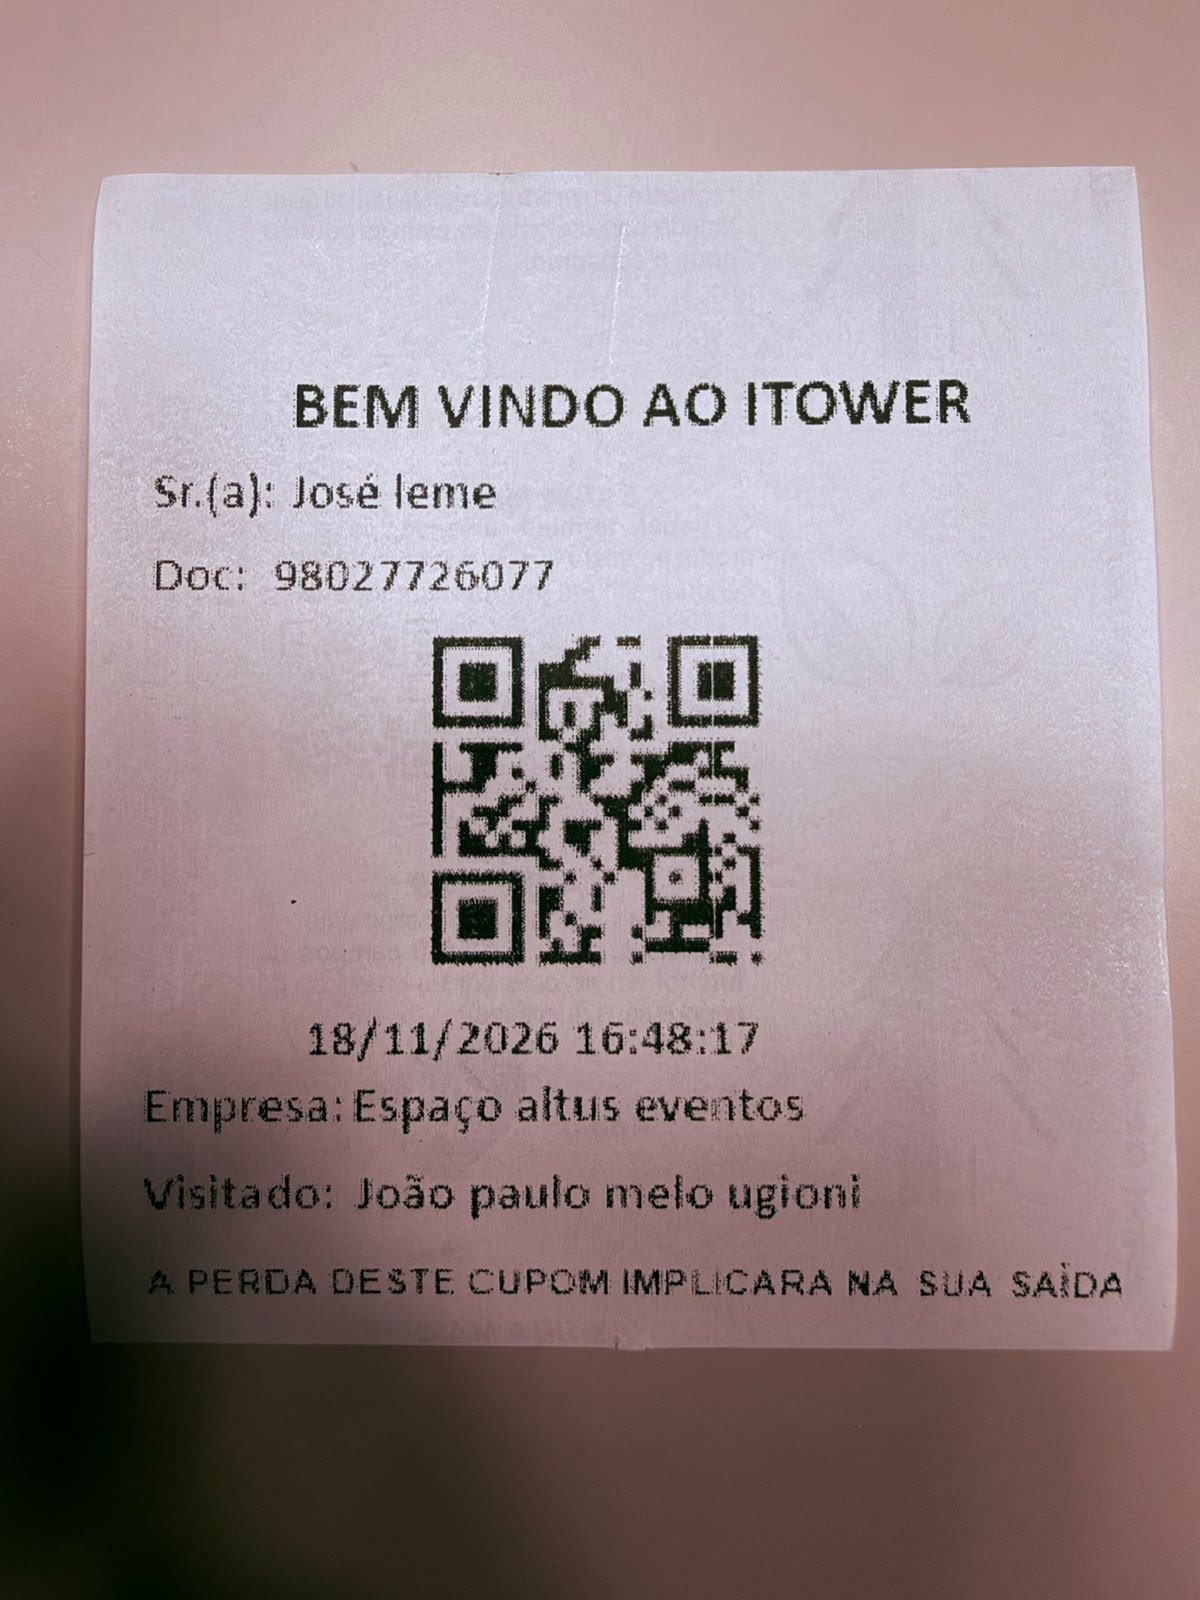 BEM VINDO AO ITOWER
Sr.(a): José leme
Doc: 98027726077
18/11/2026 16:48:17
Empresa: Espaço altus eventos
Visitado: João paulo melo ugioni
A PERDA DESTE CUPOM IMPLICARA NA SUA SAÍDA